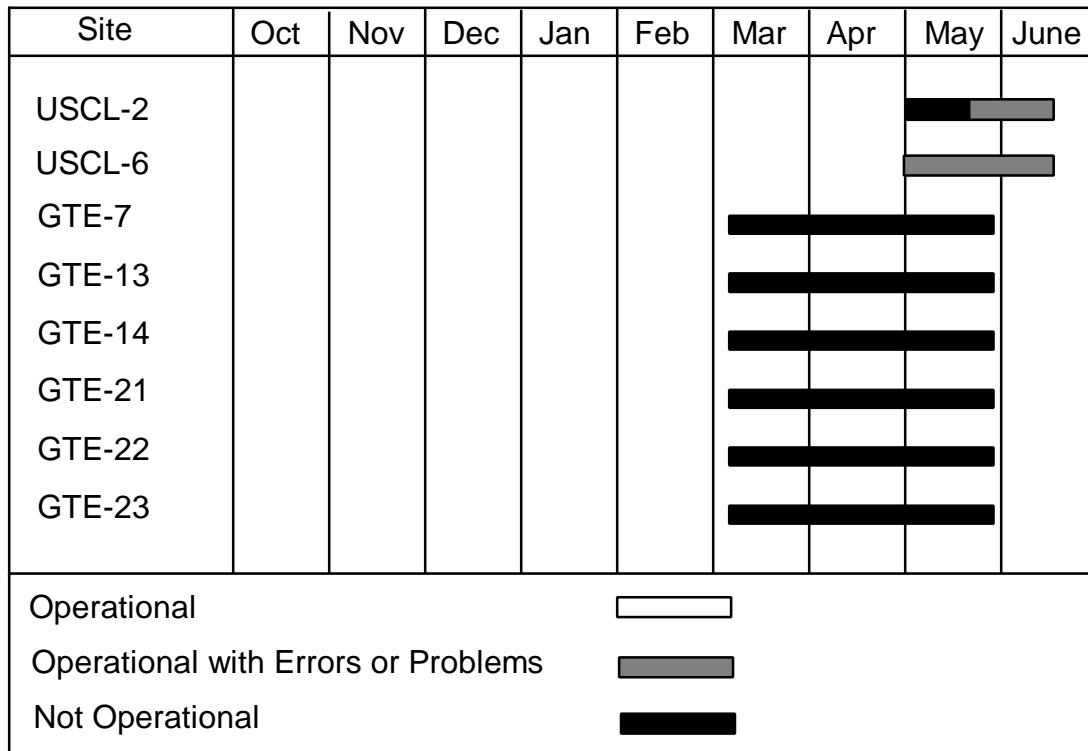 Site Oct Nov Dec Jan Feb Mar Apr May June
USCL-2
USCL-6
GTE-7
GTE-13
GTE-14
GTE-21
GTE-22
GTE-23
Operational
Operational with Errors or Problems
Not Operational